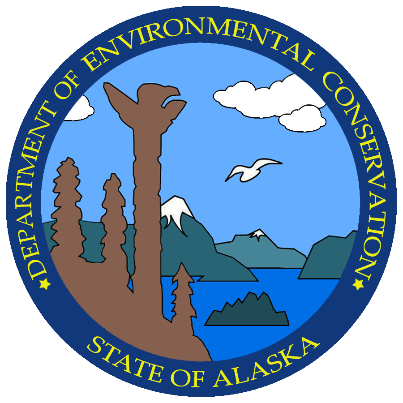 DEPARTMENT OF ENVIRONMENTAL CONSERVATION
STATE OF ALASKA